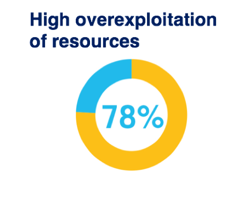 High overexploitation
of resources
78%